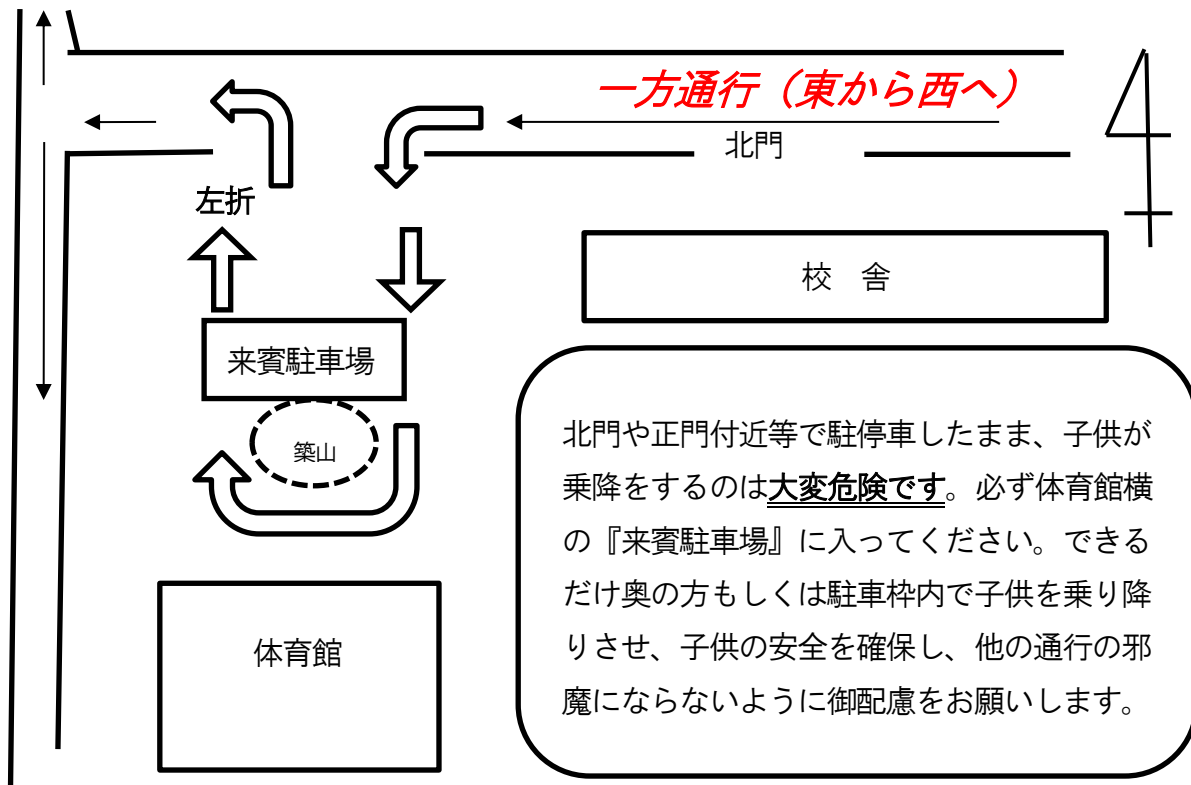 一方通行（東から西へ）
北門
左折
校　舎
来賓駐車場
築山
体育館
北門や正門付近等で駐停車したまま、子供が
乗降をするのは大変危険です。必ず体育館横
の『来賓駐車場』に入ってください。できる
だけ奥の方もしくは駐車枠内で子供を乗り降
りさせ、子供の安全を確保し、他の通行の邪
魔にならないように御配慮をお願いします。